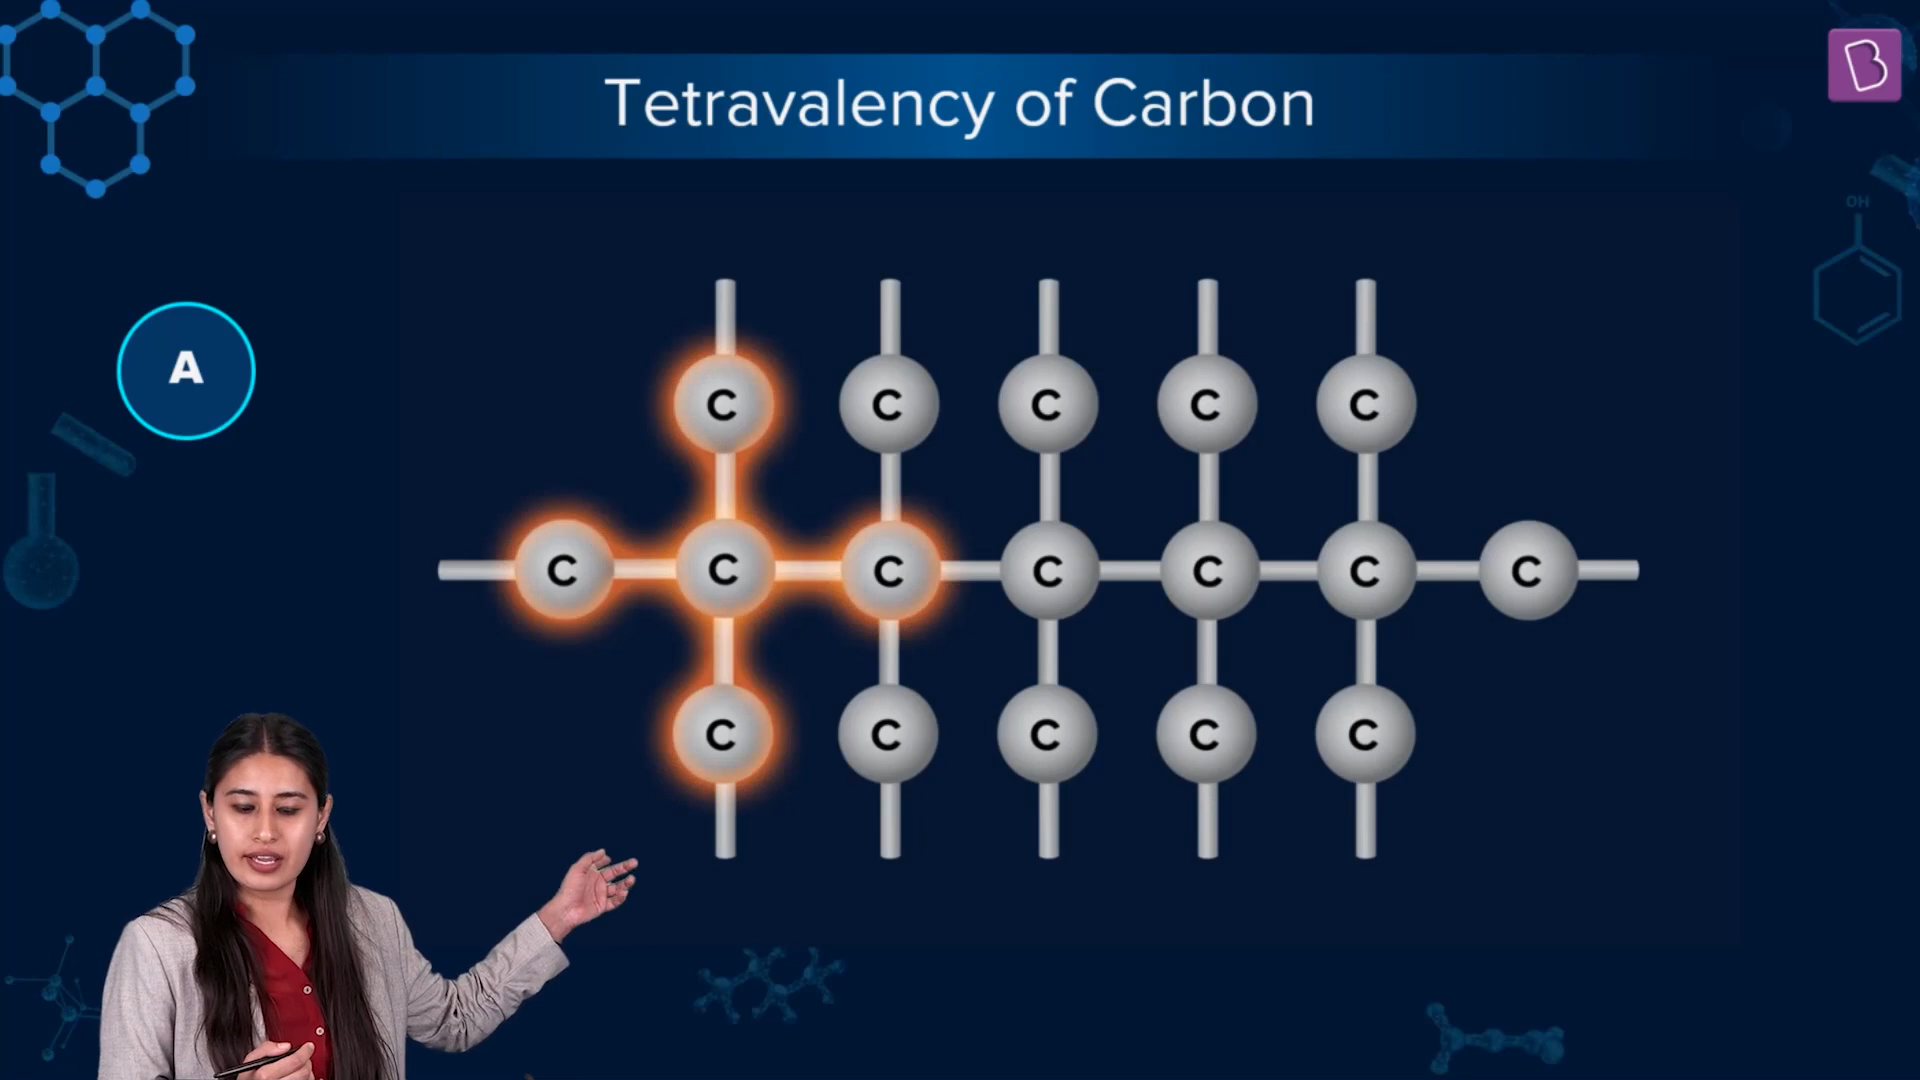 Tetravalency of Carbon
B
OH
A
C C C C C
C C C C C C C
C C C C C